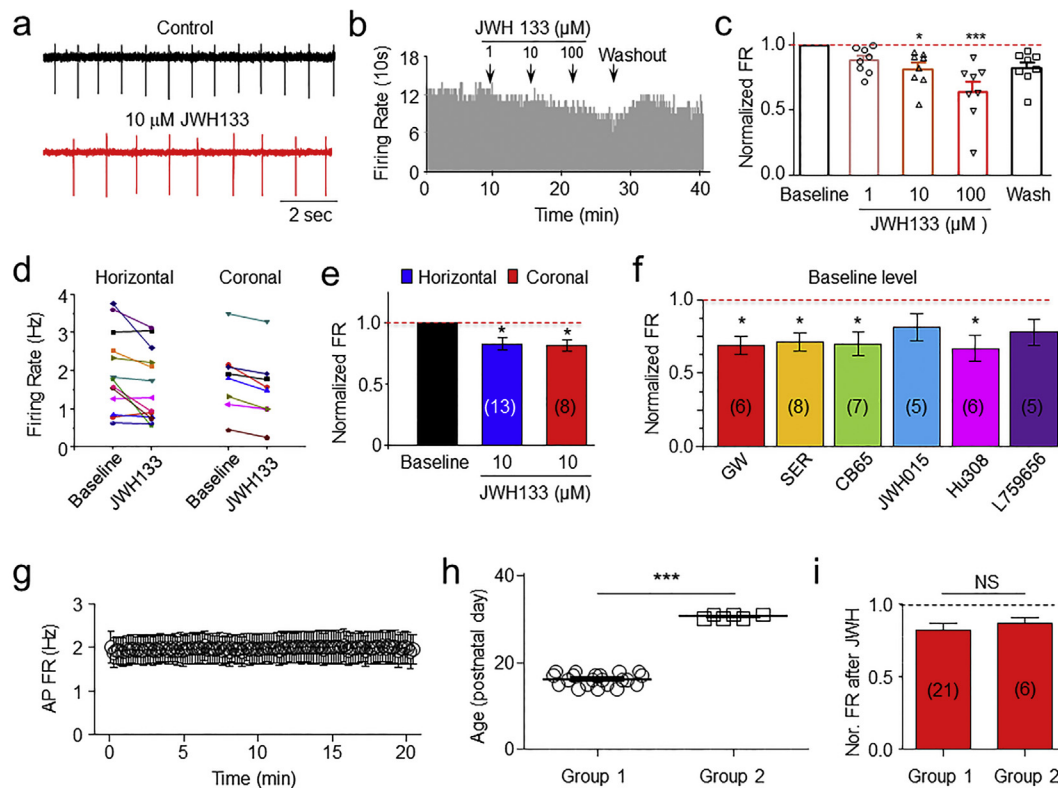 a
Control
10 μM JWH133
2 sec
b
JWH 133 (μM)
1 10 100 Washout
Firing Rate (10s)
18
12
6
0
0 10 20 30 40
Time (min)
c
* ***
Normalized FR
1.0
0.5
0
Baseline 1 10 100 Wash
JWH133 (μM )
d
Horizontal Coronal
Firing Rate (Hz)
4
3
2
1
0
Baseline JWH133 Baseline JWH133
e
Horizontal Coronal
Normalized FR
1.0
0.5
0
* *
(13) (8)
Baseline 10 10
JWH133 (μM)
f
Baseline level
Normalized FR
1.0
0.5
0.0
* * * *
(6) (8) (7) (5) (6) (5)
GW SER CB65 JWH015 Hu308 L759656
g
AP FR (Hz)
3
2
1
0
0 5 10 15 20
Time (min)
h
***
Age (postnatal day)
40
20
0
Group 1 Group 2
i
NS
Nor. FR after JWH
1.0
0.5
0.0
(21) (6)
Group 1 Group 2